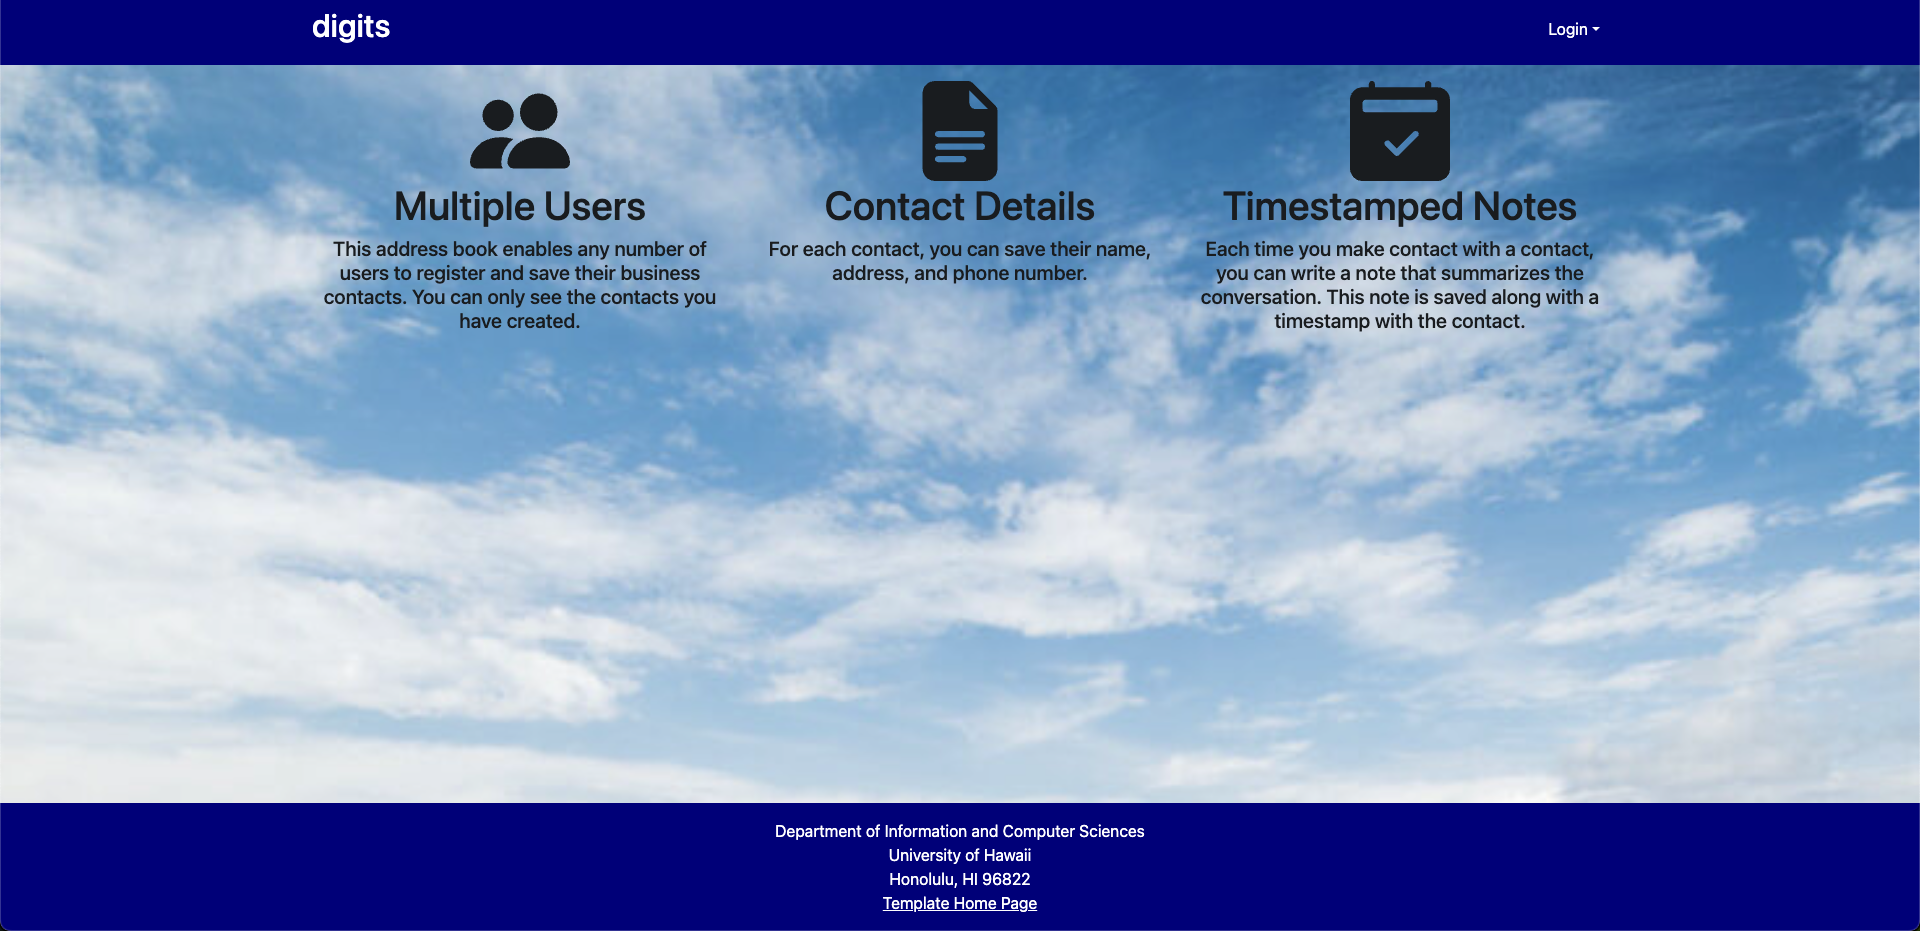 digits
Login
Multiple Users
This address book enables any number of
users to register and save their business
contacts. You can only see the contacts you
have created.
Contact Details
For each contact, you can save their name,
address, and phone number.
Timestamped Notes
Each time you make contact with a contact,
you can write a note that summarizes the
conversation. This note is saved along with a
timestamp with the contact.
Department of Information and Computer Sciences
University of Hawaii
Honolulu, HI 96822
Template Home Page